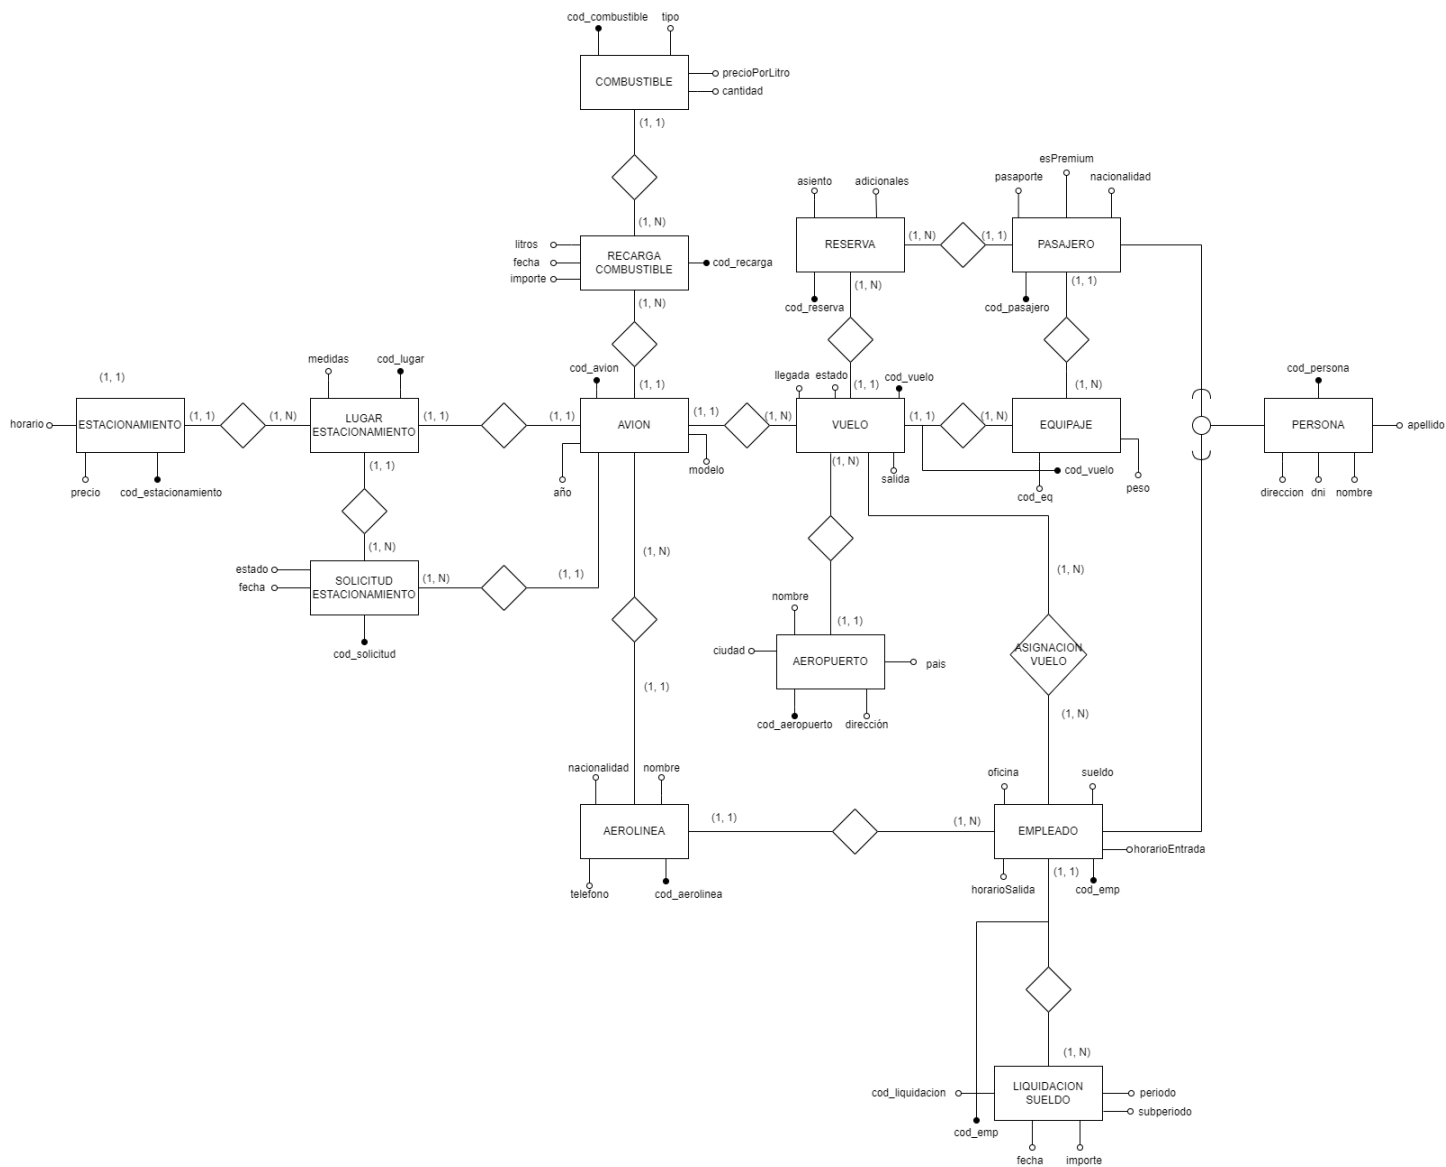 cod_combustible tipo
COMBUSTIBLE
precioPorLitro
cantidad
(1, 1)
esPremium
pasaporte nacionalidad
asiento adicionales
(1, N)
litros
fecha
importe
RECARGA
COMBUSTIBLE
cod_recarga
(1, N)
RESERVA
(1, N) (1, 1)
PASAJERO
(1, N)
(1, 1)
cod_reserva
cod_pasajero
medidas cod_lugar
cod_avion
(1, 1)
llegada estado cod_vuelo
(1, 1)
(1, N)
cod_persona
(1, 1)
horario
ESTACIONAMIENTO
(1, 1) (1, N)
LUGAR
ESTACIONAMIENTO
(1, 1) (1, 1)
AVION
(1, 1) (1, N)
VUELO
(1, 1) (1, N)
EQUIPAJE
PERSONA
apellido
precio cod_estacionamiento
(1, 1)
año
modelo
(1, N)
salida
cod_vuelo
cod_eq
peso
direccion dni nombre
(1, N)
estado
fecha
SOLICITUD
ESTACIONAMIENTO
(1, N) (1, 1)
cod_solicitud
(1, N)
(1, N)
nombre
(1, 1)
ciudad
AEROPUERTO
pais
cod_aeropuerto dirección
ASIGNACION
VUELO
(1, 1)
(1, N)
nacionalidad nombre
oficina sueldo
AEROLINEA
(1, 1) (1, N)
EMPLEADO
horarioEntrada
telefono cod_aerolinea
(1, 1)
horarioSalida cod_emp
(1, N)
cod_liquidacion
LIQUIDACION
SUELDO
periodo
subperiodo
cod_emp
fecha importe